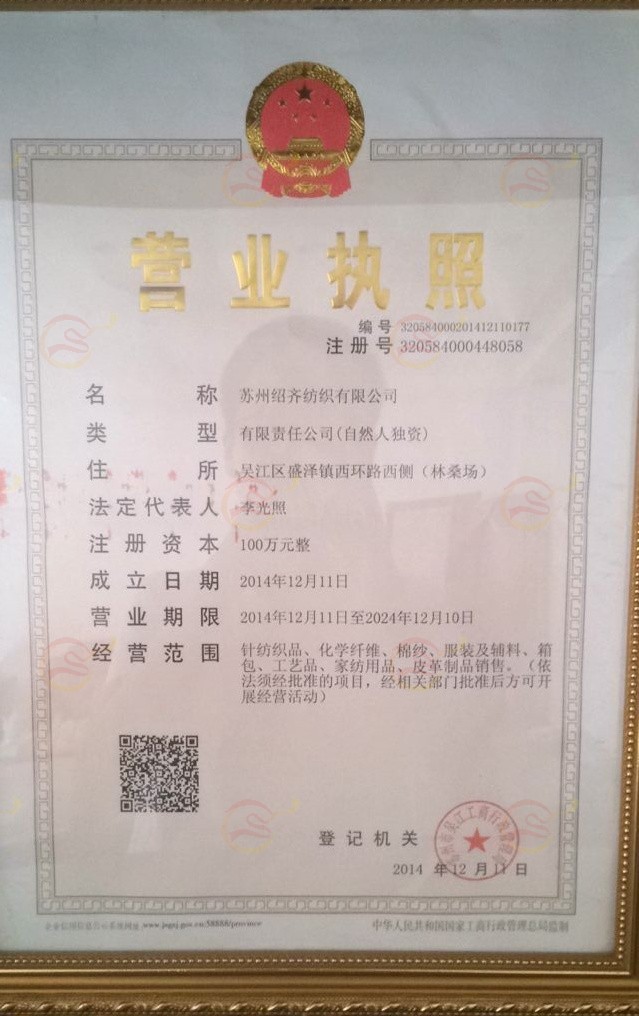 营业执照
编号 320584000201412110177
注册号 320584000448058
名称 苏州绍齐纺织有限公司
类型 有限责任公司(自然人独资)
住所 吴江区盛泽镇西环路西侧（林桑场）
法定代表人 李光照
注册资本 100万元整
成立日期 2014年12月11日
营业期限 2014年12月11日至2024年12月10日
经营范围 针纺织品、化学纤维、棉纱、服装及辅料、箱
包、工艺品、家纺用品、皮革制品销售。（依
法须经批准的项目，经相关部门批准后方可开
展经营活动）
登记机关
2014 年 12 月 11 日
中华人民共和国国家工商行政管理总局监制